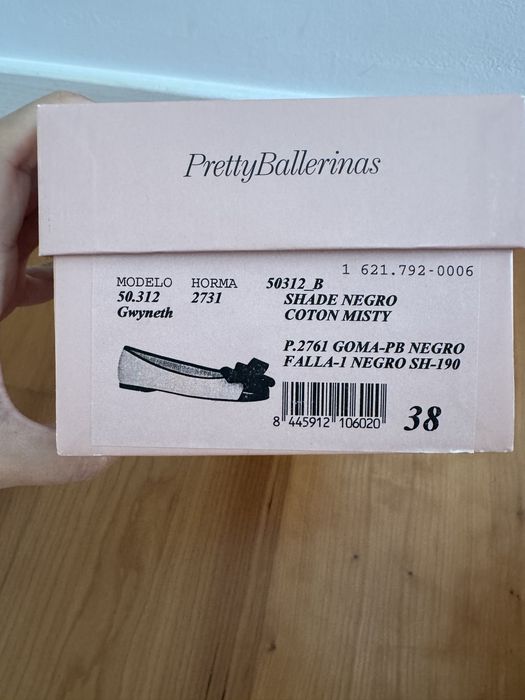 PrettyBallerinas
1 621.792-0006
MODELO HORMA 50312_B
50.312 2731 SHADE NEGRO
Gwyneth COTON MISTY
P.2761 GOMA-PB NEGRO
FALLA-1 NEGRO SH-190
8 445912 106020 38